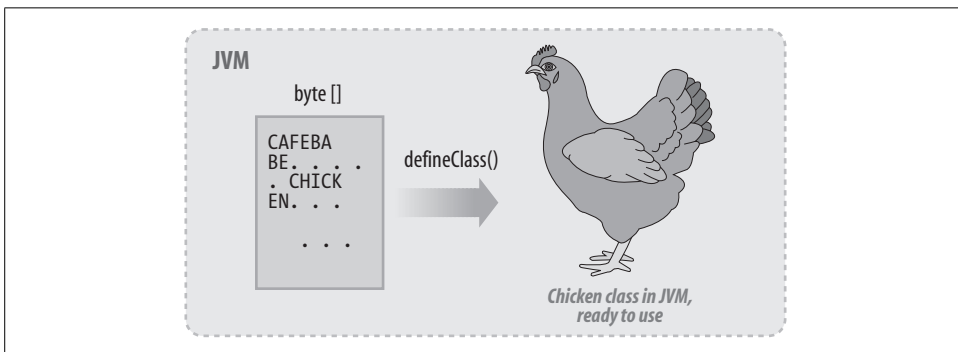 JVM
byte []
CAFEBA
BE. . . .
. CHICK
EN. . .
. . .
defineClass()
Chicken class in JVM,
ready to use